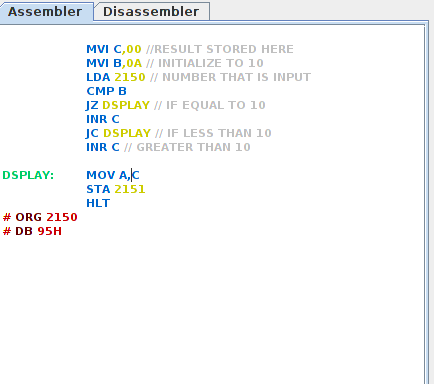 Assembler Disassembler
MVI C,00 //RESULT STORED HERE
MVI B,0A // INITIALIZE TO 10
LDA 2150 // NUMBER THAT IS INPUT
CMP B
JZ DSPLAY // IF EQUAL TO 10
INR C
JC DSPLAY // IF LESS THAN 10
INR C // GREATER THAN 10
DSPLAY: MOV A,C
STA 2151
HLT
# ORG 2150
# DB 95H